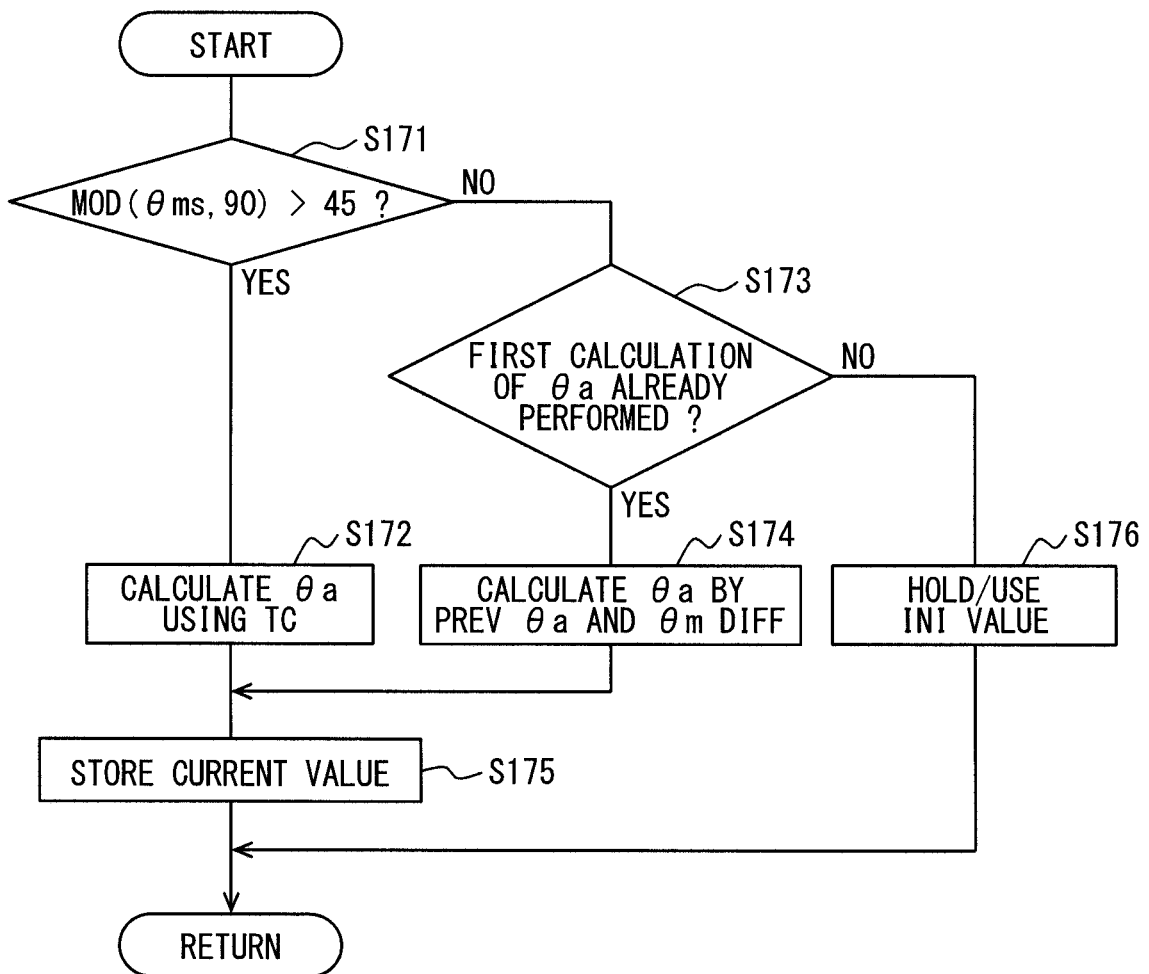 START
S171
MOD(θms, 90) > 45 ?
NO
YES
S173
FIRST CALCULATION
OF θa ALREADY
PERFORMED ?
NO
YES
S172
CALCULATE θa
USING TC
S174
CALCULATE θa BY
PREV θa AND θm DIFF
S176
HOLD/USE
INI VALUE
STORE CURRENT VALUE
S175
RETURN